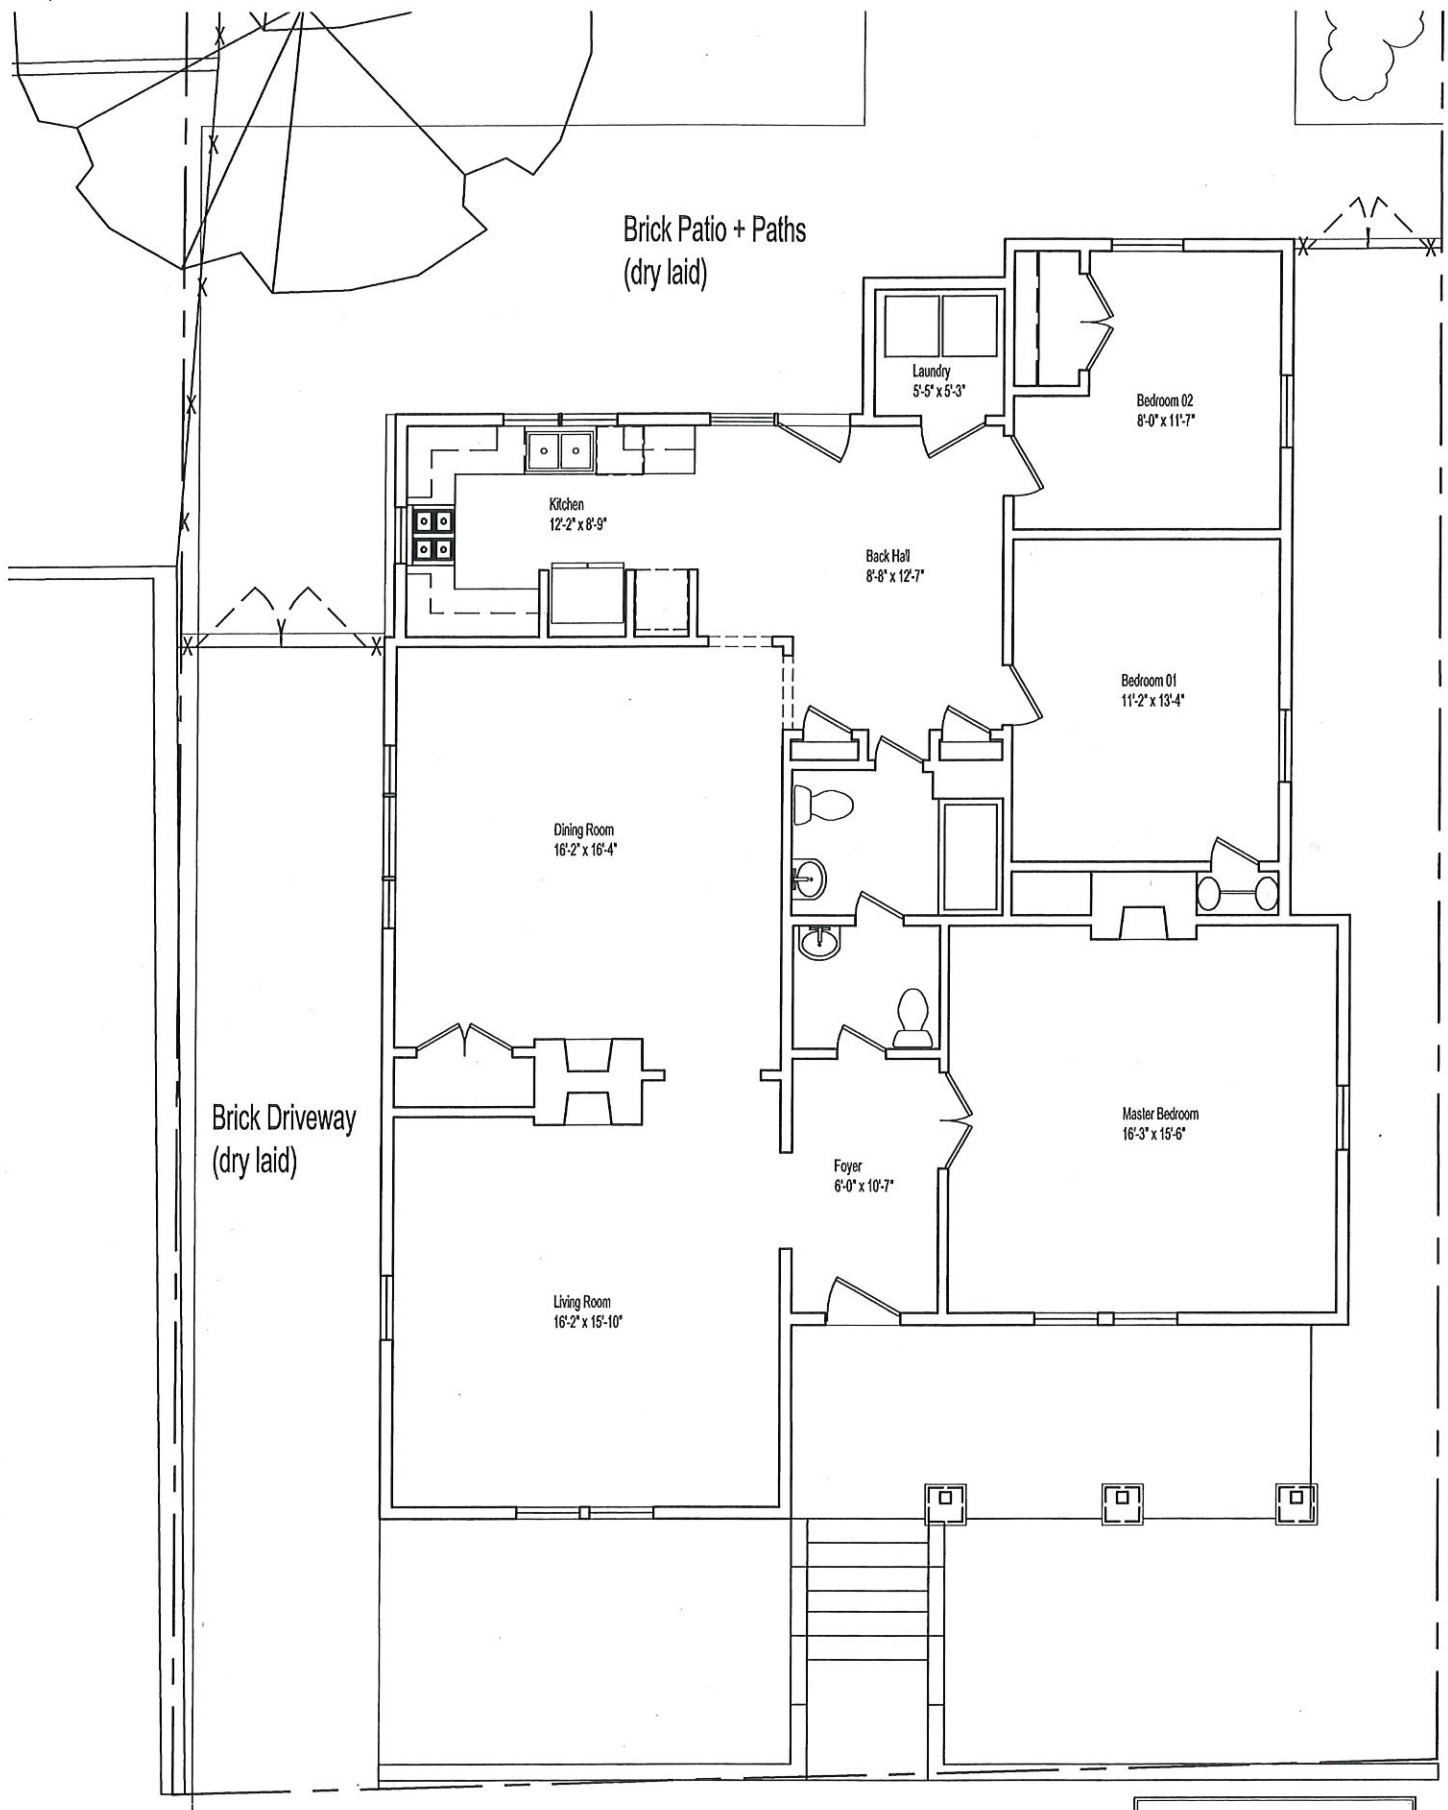 Brick Patio + Paths
(dry laid)
Laundry
5'-5" x 5'-3"
Bedroom 02
8'-0" x 11'-7"
Kitchen
12'-2" x 8'-9"
Back Hall
8'-8" x 12'-7"
Bedroom 01
11'-2" x 13'-4"
Dining Room
16'-2" x 16'-4"
Brick Driveway
(dry laid)
Master Bedroom
16'-3" x 15'-6"
Foyer
6'-0" x 10'-7"
Living Room
16'-2" x 15'-10"